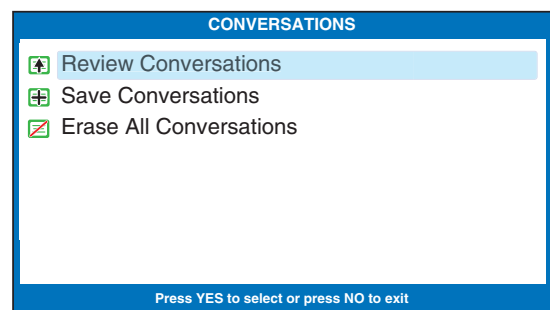 CONVERSATIONS
Review Conversations
Save Conversations
Erase All Conversations
Press YES to select or press NO to exit